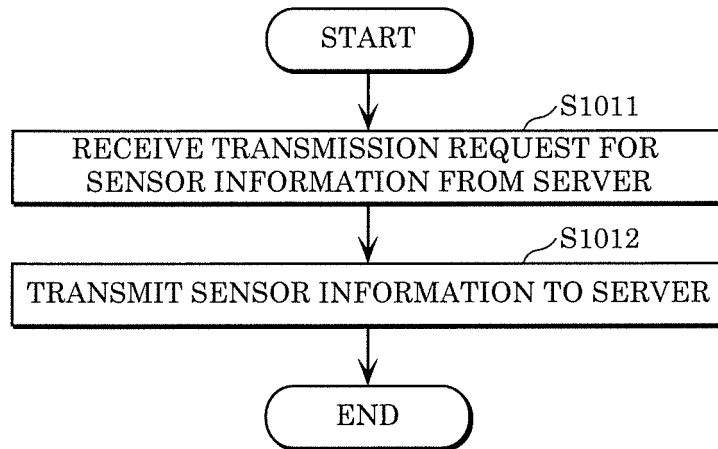 START
S1011
RECEIVE TRANSMISSION REQUEST FOR
SENSOR INFORMATION FROM SERVER
S1012
TRANSMIT SENSOR INFORMATION TO SERVER
END